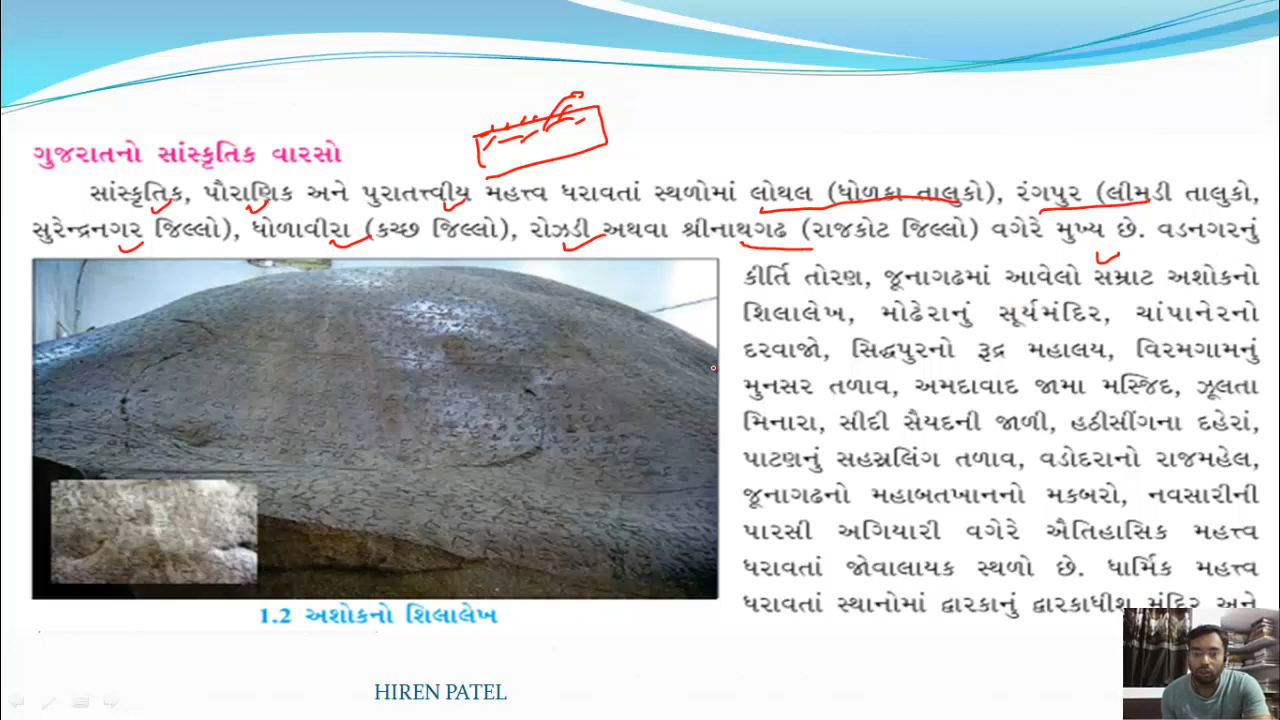 ગુજરાતનો સાંસ્કૃતિક વારસો
સાંસ્કૃતિક, પૌરાણિક અને પુરાતત્ત્વીય મહત્ત્વ ધરાવતાં સ્થળોમાં લોથલ (ધોળકા તાલુકો), રંગપુર (લીમડી તાલુકો,
સુરેન્દ્રનગર જિલ્લો), ધોળાવીરા (કચ્છ જિલ્લો), રોઝડી અથવા શ્રીનાથગઢ (રાજકોટ જિલ્લો) વગેરે મુખ્ય છે. વડનગરનું
કીર્તિ તોરણ, જૂનાગઢમાં આવેલો સમ્રાટ અશોકનો
શિલાલેખ, મોઢેરાનું સૂર્યમંદિર, ચાંપાનેરનો
દરવાજો, સિદ્ધપુરનો રૂદ્ર મહાલય, વિરમગામનું
મુનસર તળાવ, અમદાવાદ જામા મસ્જિદ, ઝૂલતા
મિનારા, સીદી સૈયદની જાળી, હઠીસીંગના દહેરાં,
પાટણનું સહસ્રલિંગ તળાવ, વડોદરાનો રાજમહેલ,
જૂનાગઢનો મહાબતખાનનો મકબરો, નવસારીની
પારસી અગિયારી વગેરે ઐતિહાસિક મહત્ત્વ
ધરાવતાં જોવાલાયક સ્થળો છે. ધાર્મિક મહત્ત્વ
ધરાવતાં સ્થાનોમાં દ્વારકાનું દ્વારકાધીશ મંદિર અને
1.2 અશોકનો શિલાલેખ
HIREN PATEL